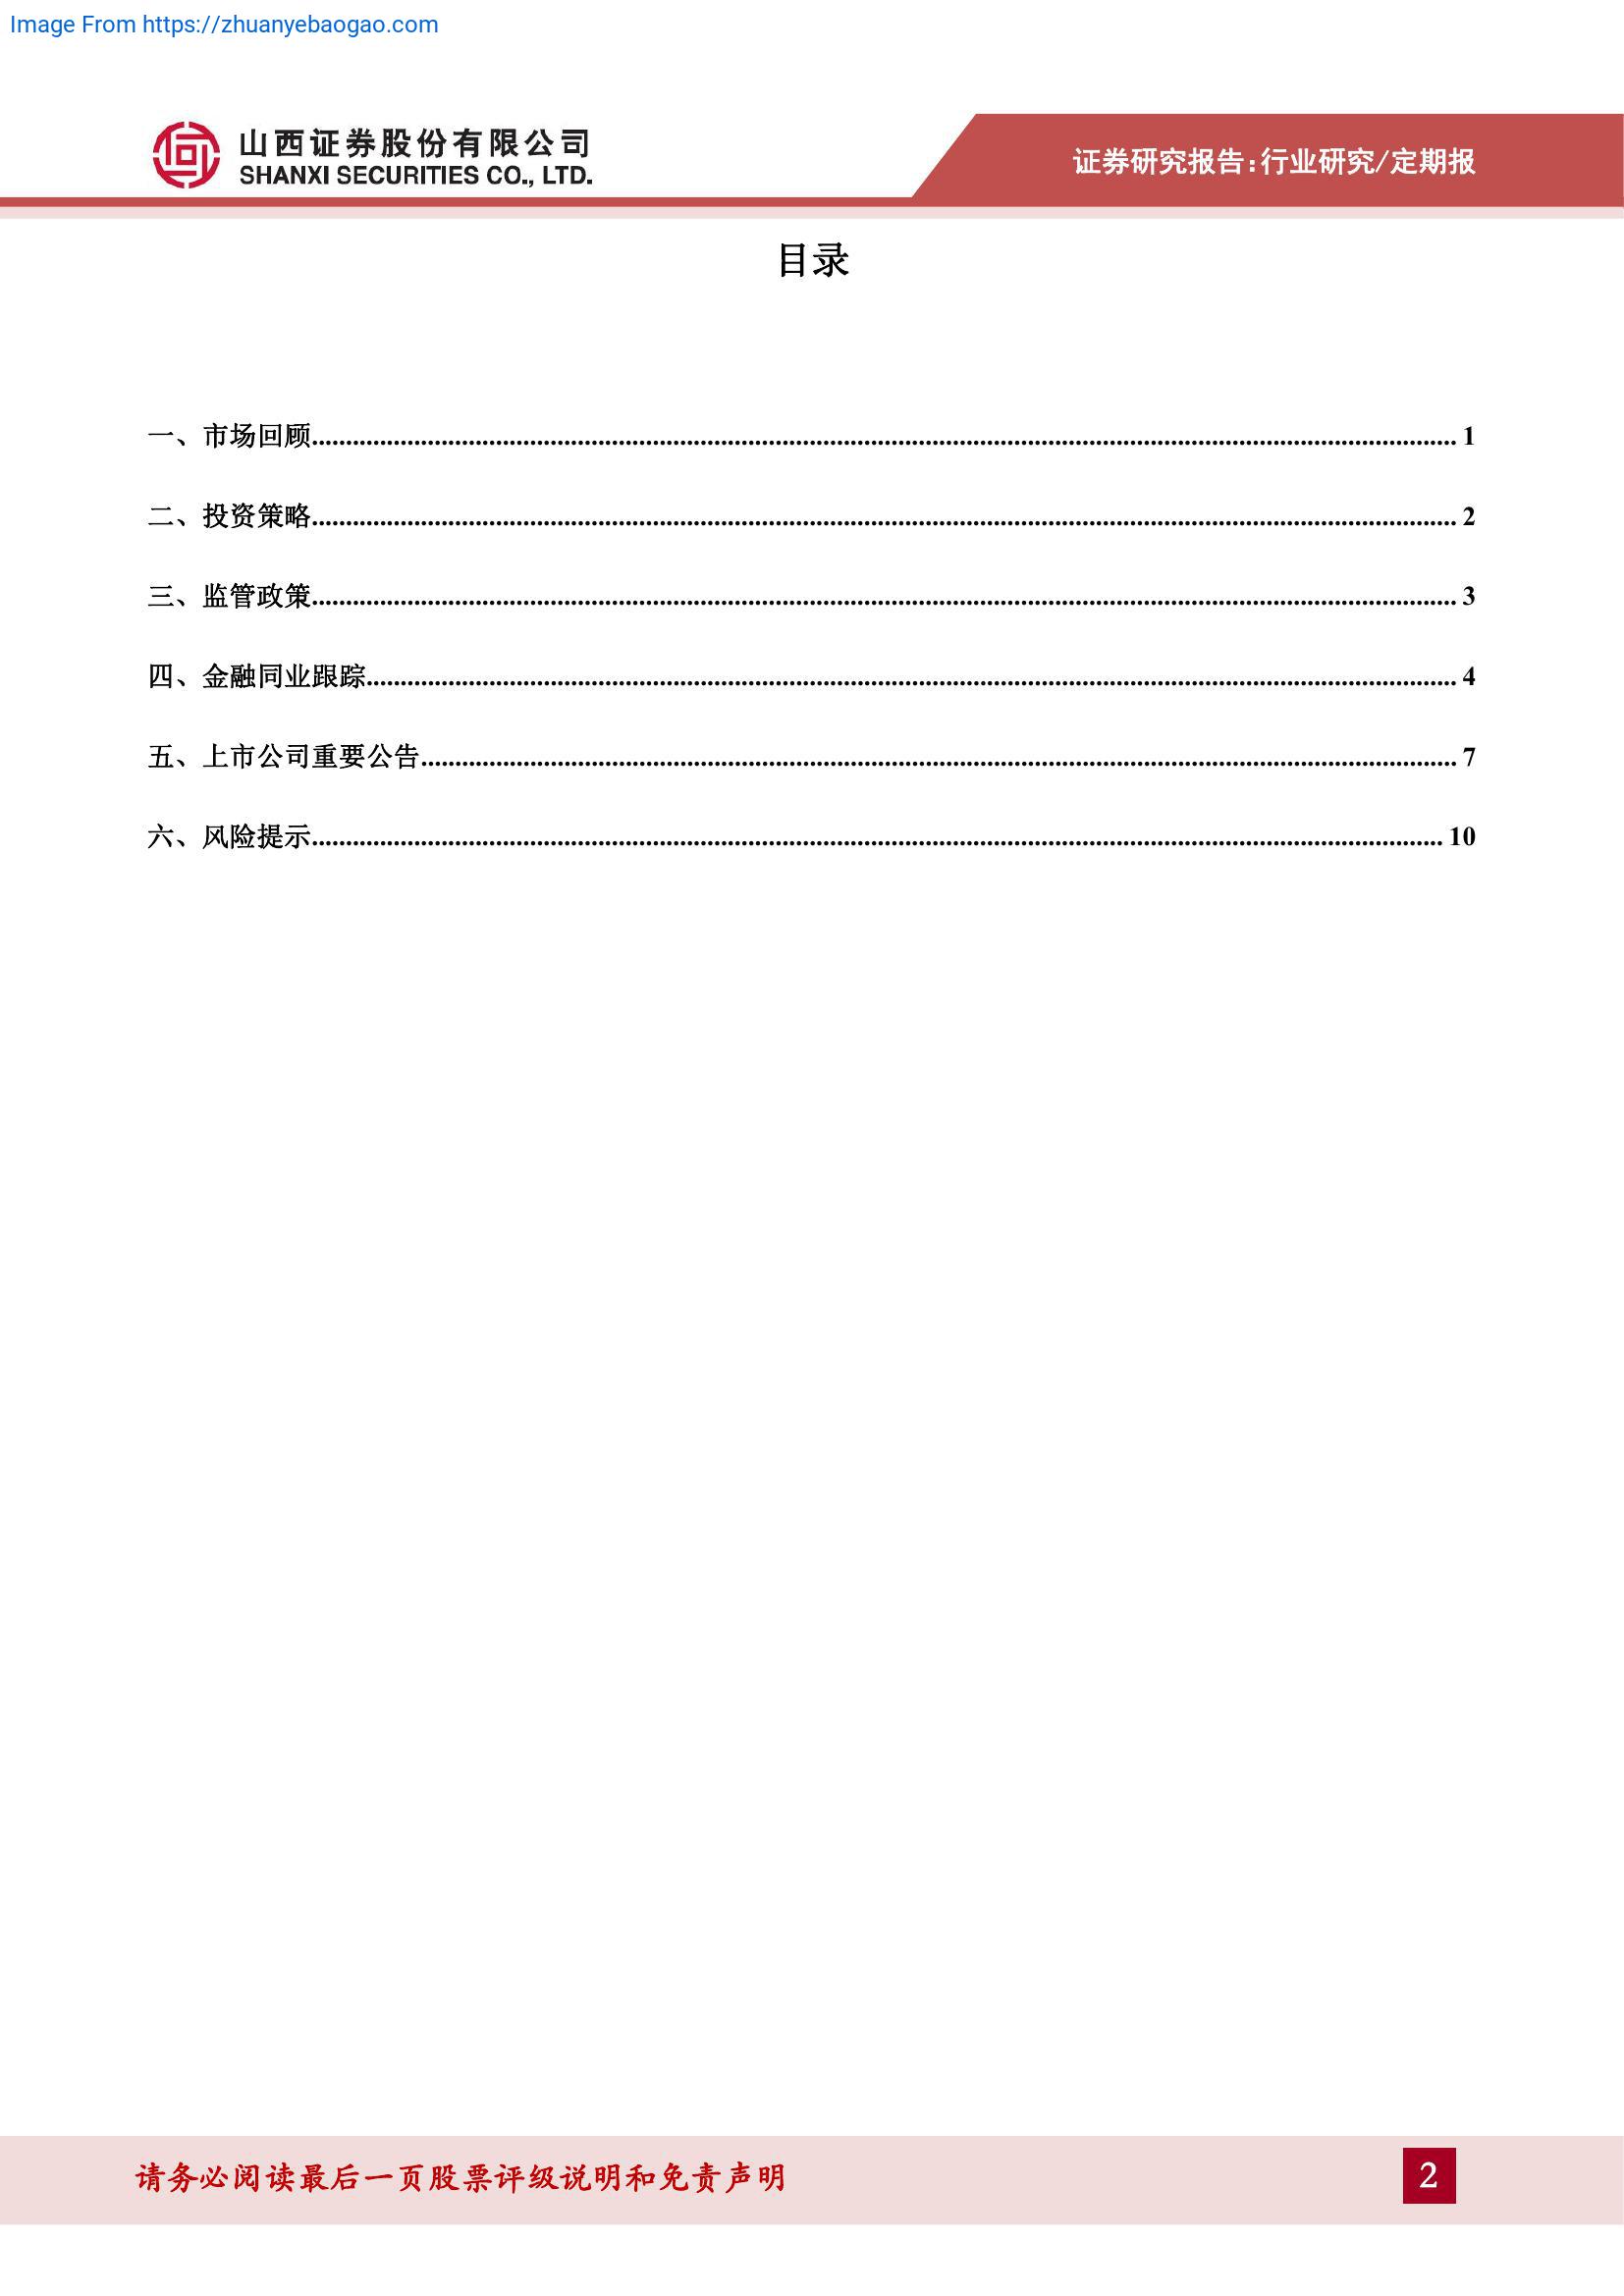 Image From https://zhuanyebaogao.com
山西证券股份有限公司
SHANXI SECURITIES CO., LTD.
证券研究报告：行业研究/定期报
目录
一、市场回顾 1
二、投资策略 2
三、监管政策 3
四、金融同业跟踪 4
五、上市公司重要公告 7
六、风险提示 10
请务必阅读最后一页股票评级说明和免责声明
2